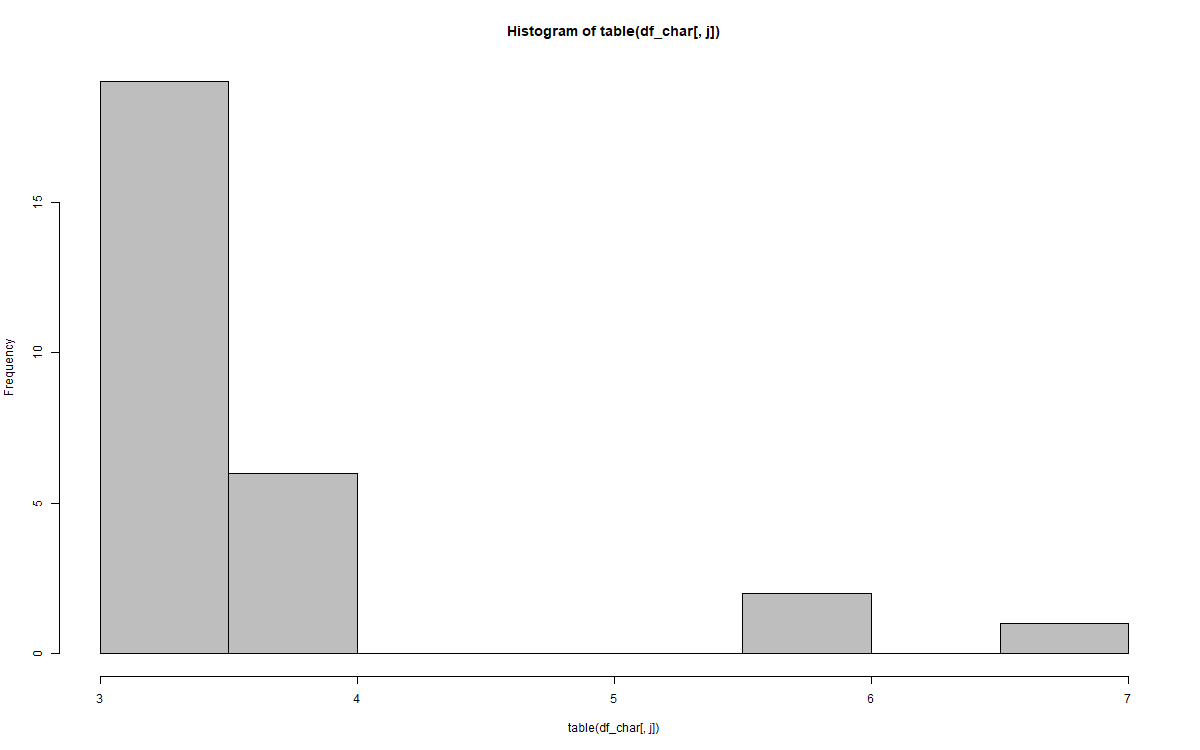 Histogram of table(df_char[, j])
Frequency
15
10
5
0
3 4 5 6 7
table(df_char[, j])